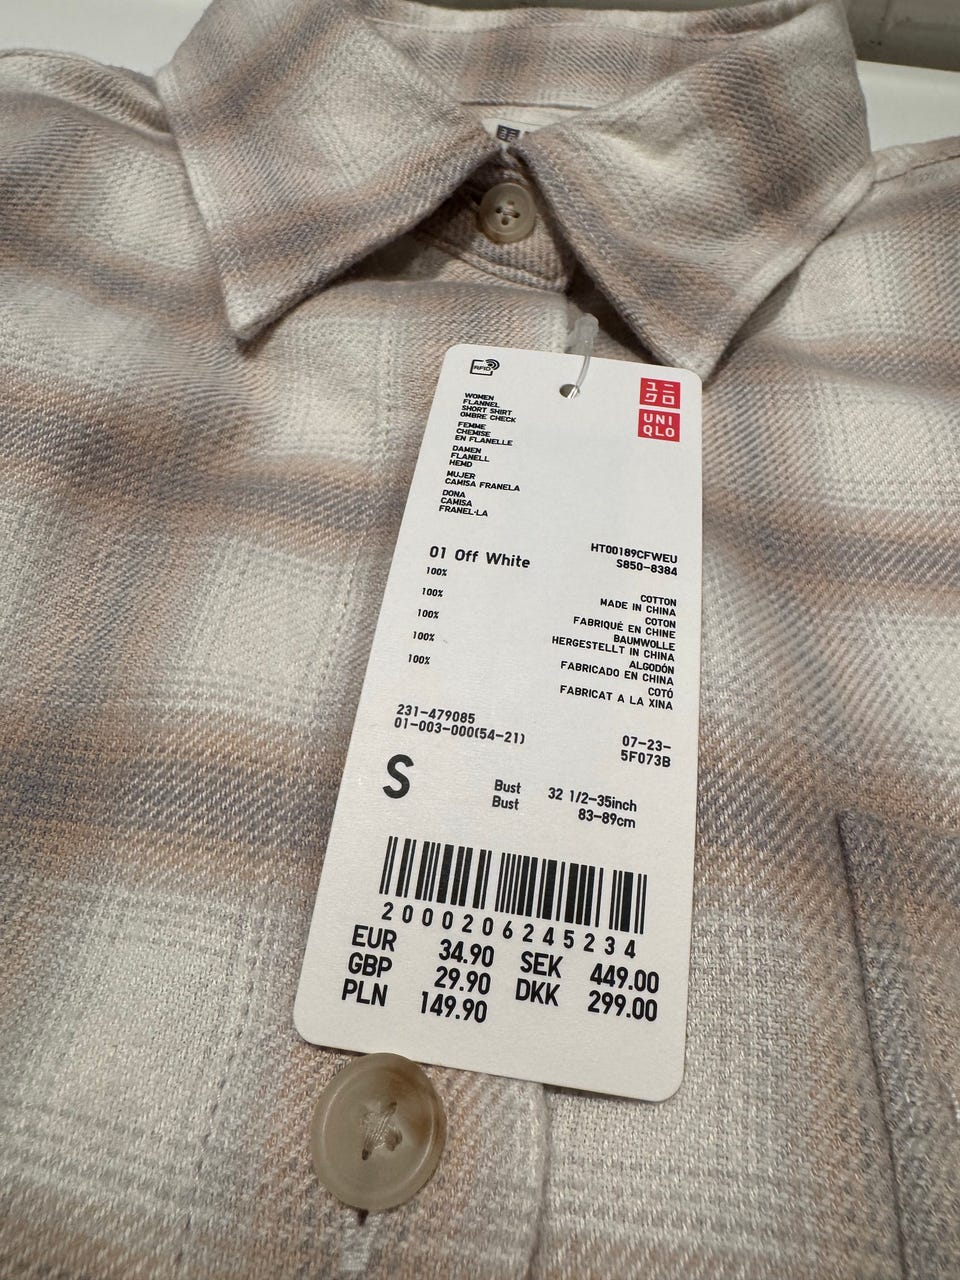 RFID
ユニ
クロ
UNI
QLO
WOMEN
FLANNEL
SHORT SHIRT
OMBRE CHECK
FEMME
CHEMISE
EN FLANELLE
DAMEN
FLANELL
HEMD
MUJER
CAMISA FRANELA
DONA
CAMISA
FRANEL·LA
HT00189CFWEU
01 Off White S850-8384
100% COTTON
MADE IN CHINA
100% COTON
FABRIQUÉ EN CHINE
100% BAUMWOLLE
HERGESTELLT IN CHINA
100% ALGODÓN
FABRICADO EN CHINA
100% COTÓ
FABRICAT A LA XINA
231-479085
01-003-000(54-21) 07-23-
5F073B
S Bust 32 1/2-35inch
Bust 83-89cm
2000206245234
EUR 34.90 SEK 449.00
GBP 29.90 DKK 299.00
PLN 149.90